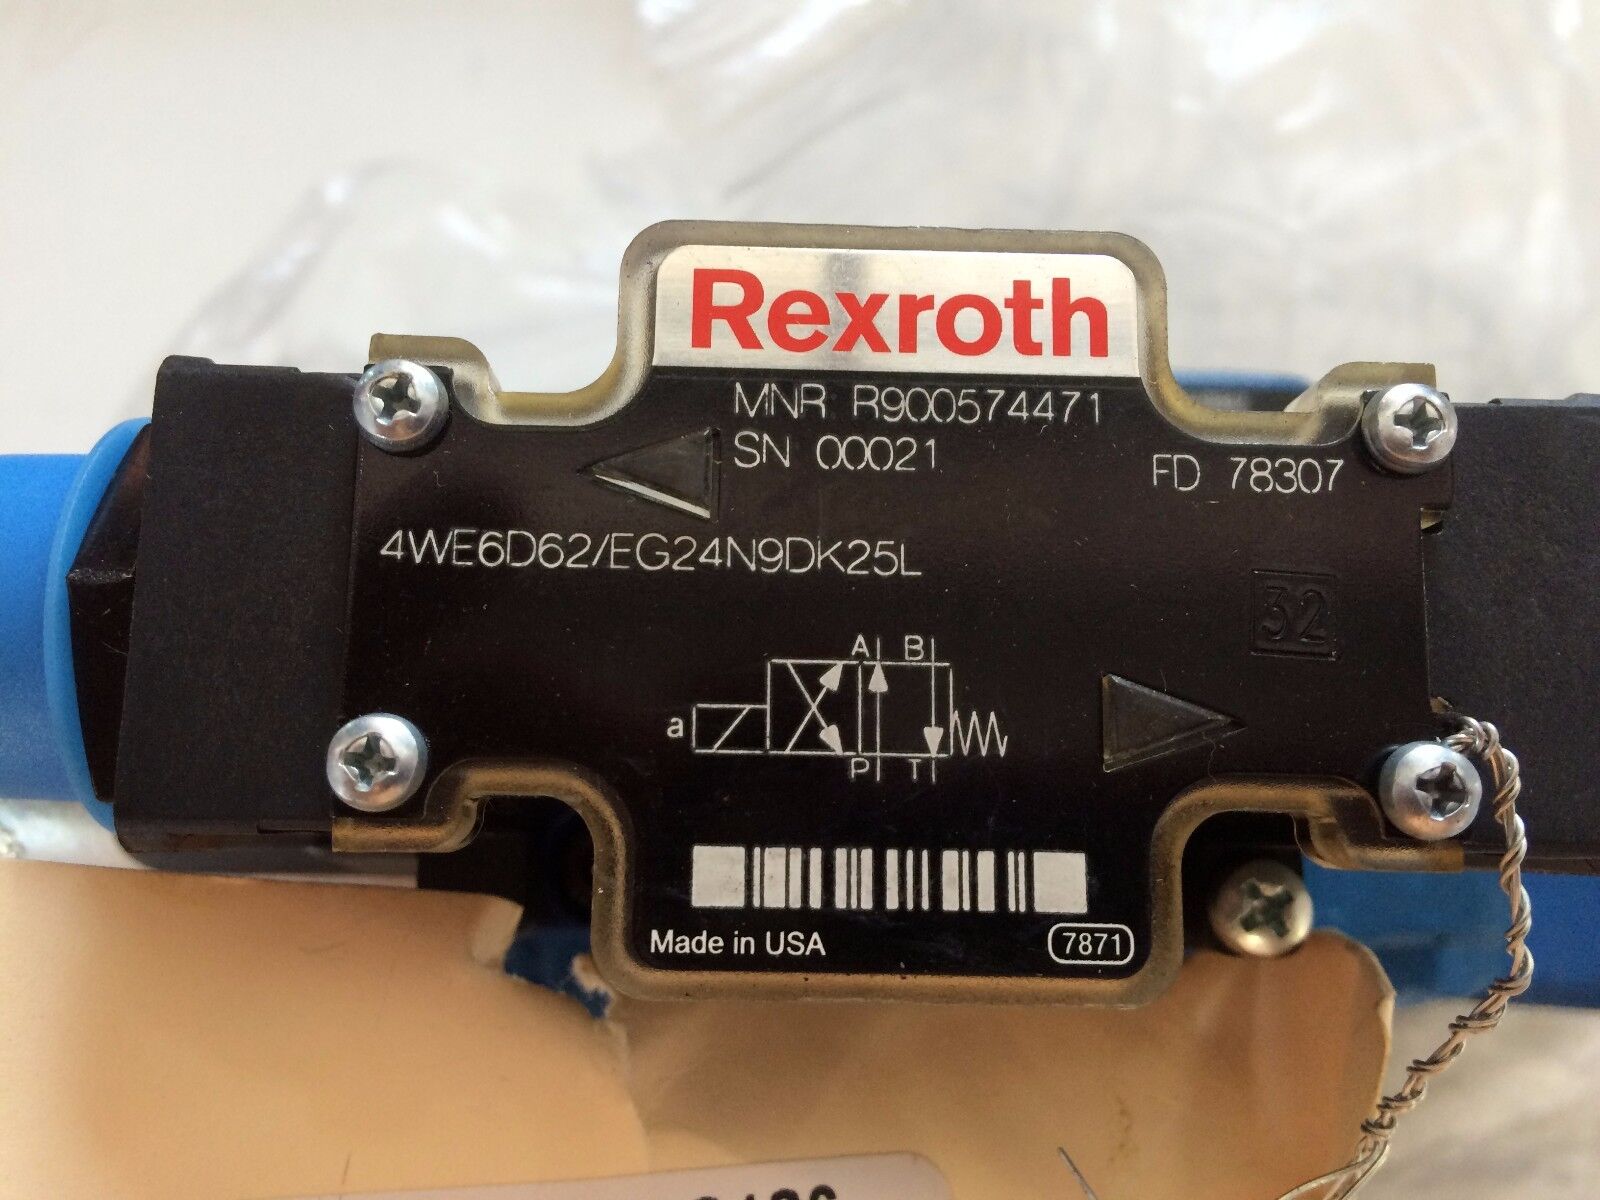 Rexroth
MNR R900574471
SN 00021
FD 78307
4WE6D62/EG24N9DK25L
32
A B
a
P T
Made in USA
7871